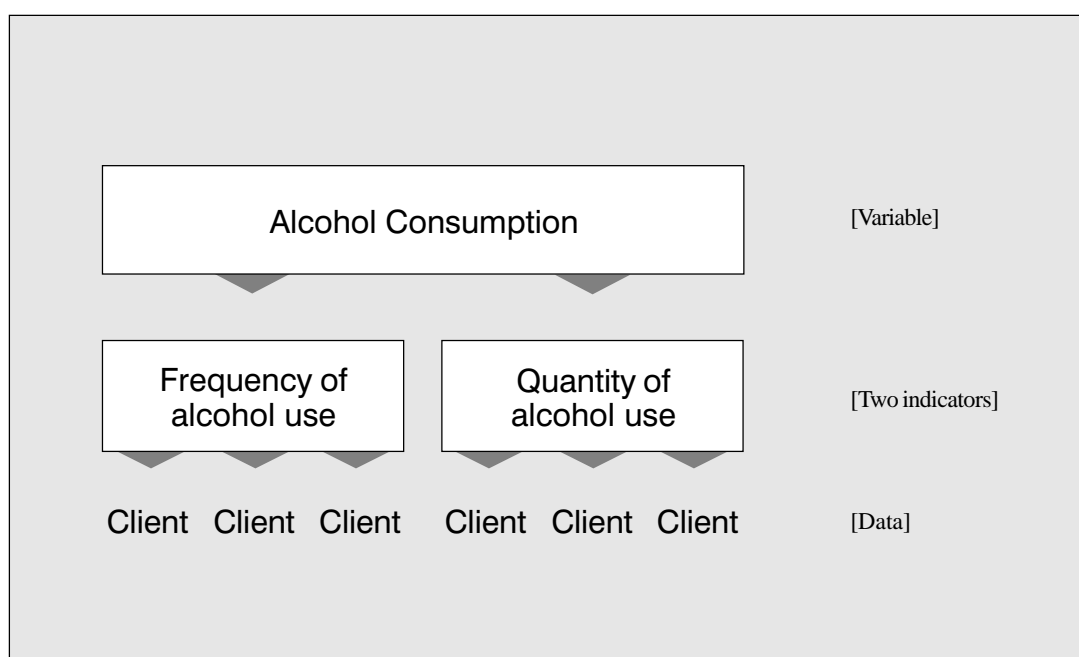 Alcohol Consumption
[Variable]
Frequency of
alcohol use
Quantity of
alcohol use
[Two indicators]
Client Client Client Client Client Client
[Data]